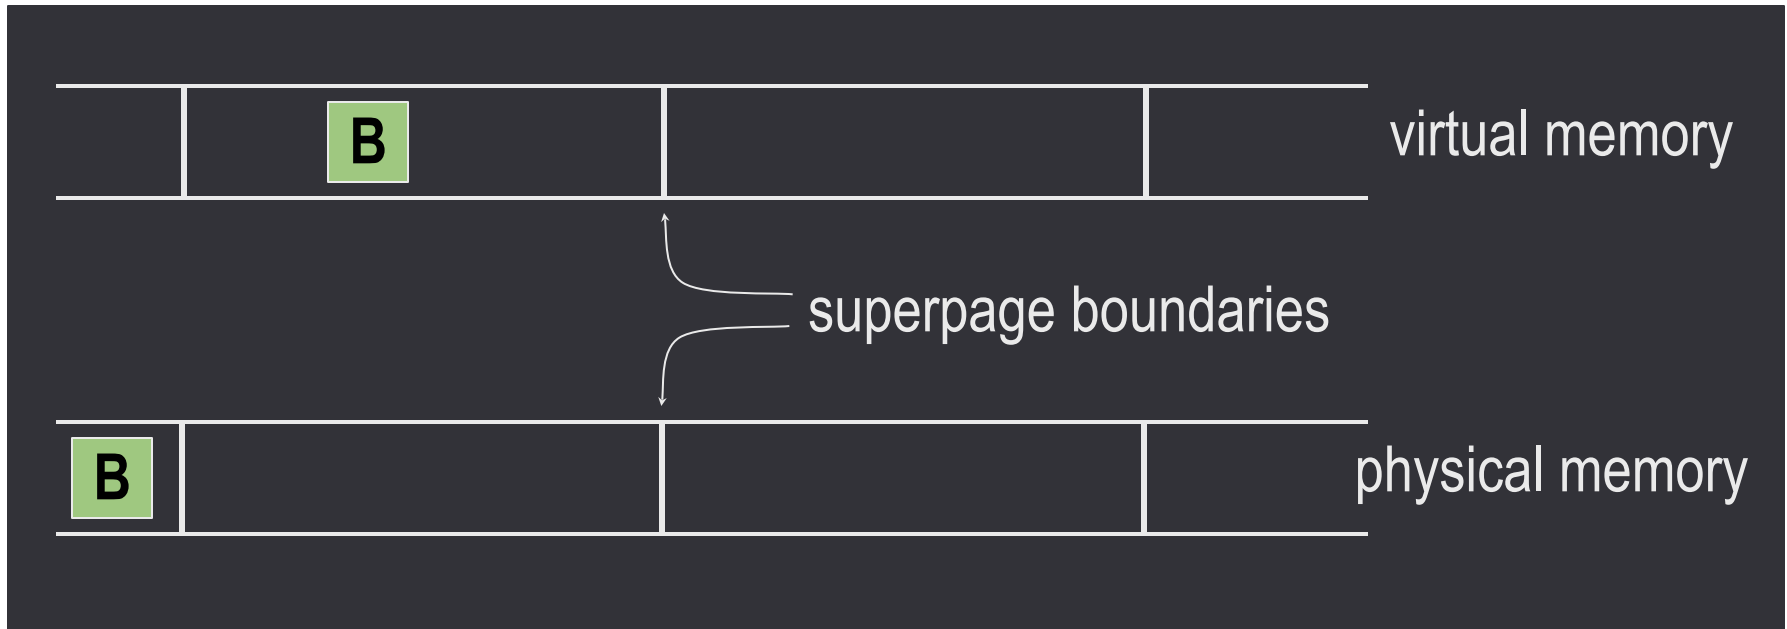 B
virtual memory
superpage boundaries
B
physical memory